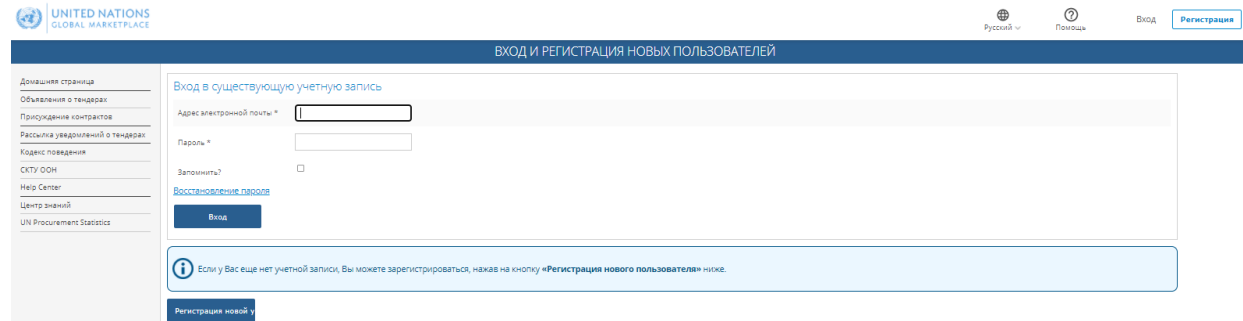 UNITED NATIONS
GLOBAL MARKETPLACE
Русский
Помощь
Вход
Регистрация
ВХОД И РЕГИСТРАЦИЯ НОВЫХ ПОЛЬЗОВАТЕЛЕЙ
Домашняя страница
Объявления о тендерах
Присуждение контрактов
Рассылка уведомлений о тендерах
Кодекс поведения
СКТУ ООН
Help Center
Центр знаний
UN Procurement Statistics
Вход в существующую учетную запись
Адрес электронной почты *
Пароль *
Запомнить?
Восстановление пароля
Вход
Если у Вас еще нет учетной записи, Вы можете зарегистрироваться, нажав на кнопку «Регистрация нового пользователя» ниже.
Регистрация новой у